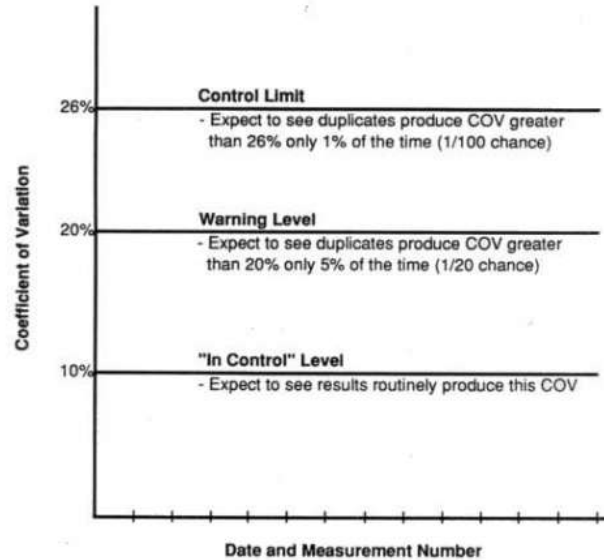 Control Limit
26%
- Expect to see duplicates produce COV greater
than 26% only 1% of the time (1/100 chance)
Warning Level
20%
- Expect to see duplicates produce COV greater
than 20% only 5% of the time (1/20 chance)
"In Control" Level
10%
- Expect to see results routinely produce this COV
Coefficient of Variation
Date and Measurement Number